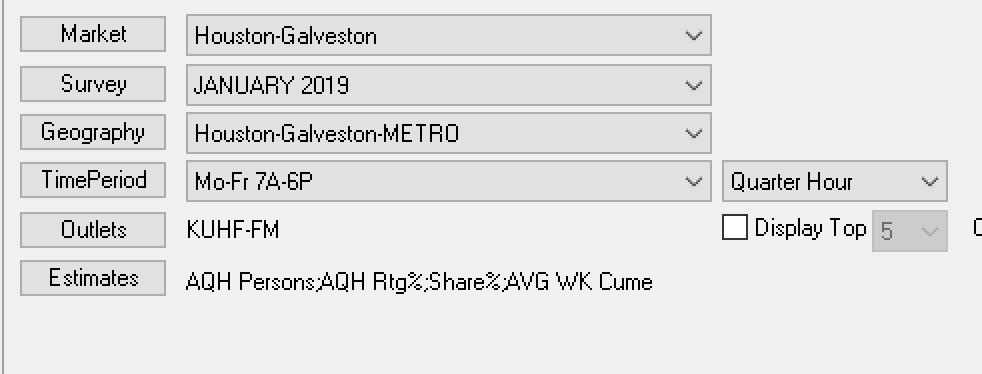 Market Houston-Galveston
Survey JANUARY 2019
Geography Houston-Galveston-METRO
TimePeriod Mo-Fr 7A-6P Quarter Hour
Outlets KUHF-FM Display Top 5
Estimates AQH Persons;AQH Rtg%;Share%;AVG WK Cume